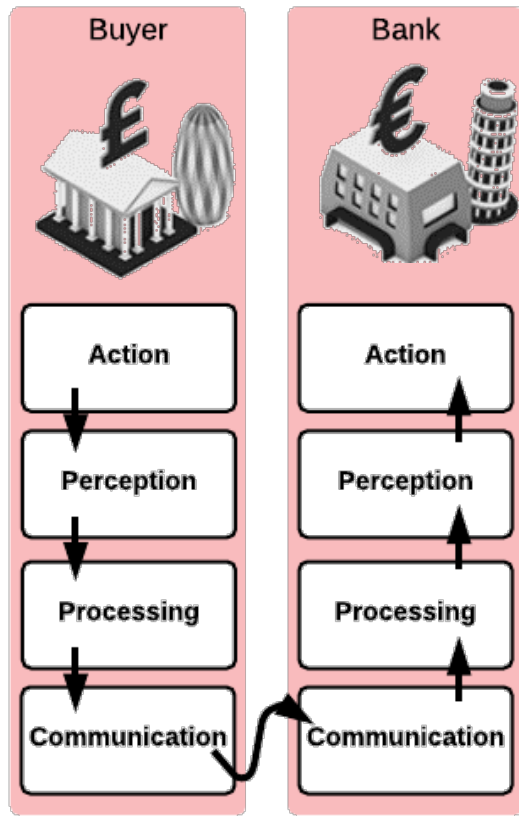 Buyer
£
Action
Perception
Processing
Communication
Bank
€
Action
Perception
Processing
Communication